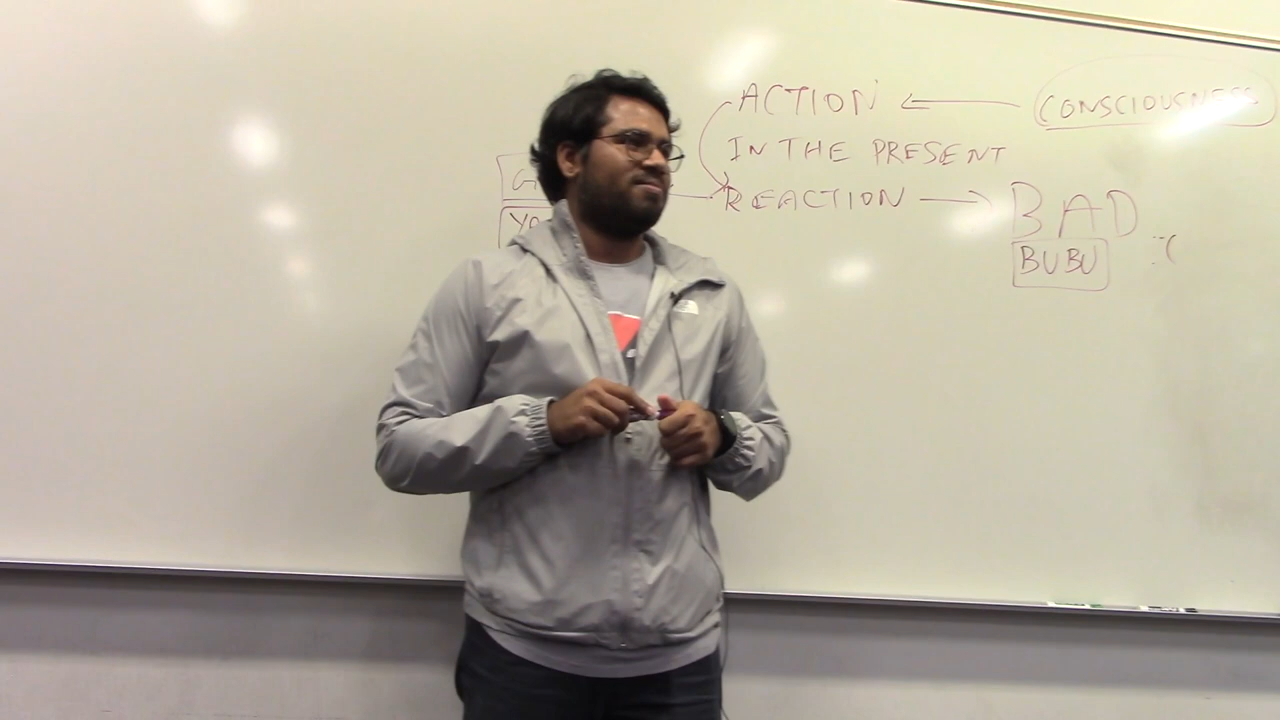 ACTION ← CONSCIOUSNESS
IN THE PRESENT
REACTION → BAD
BUBU :(